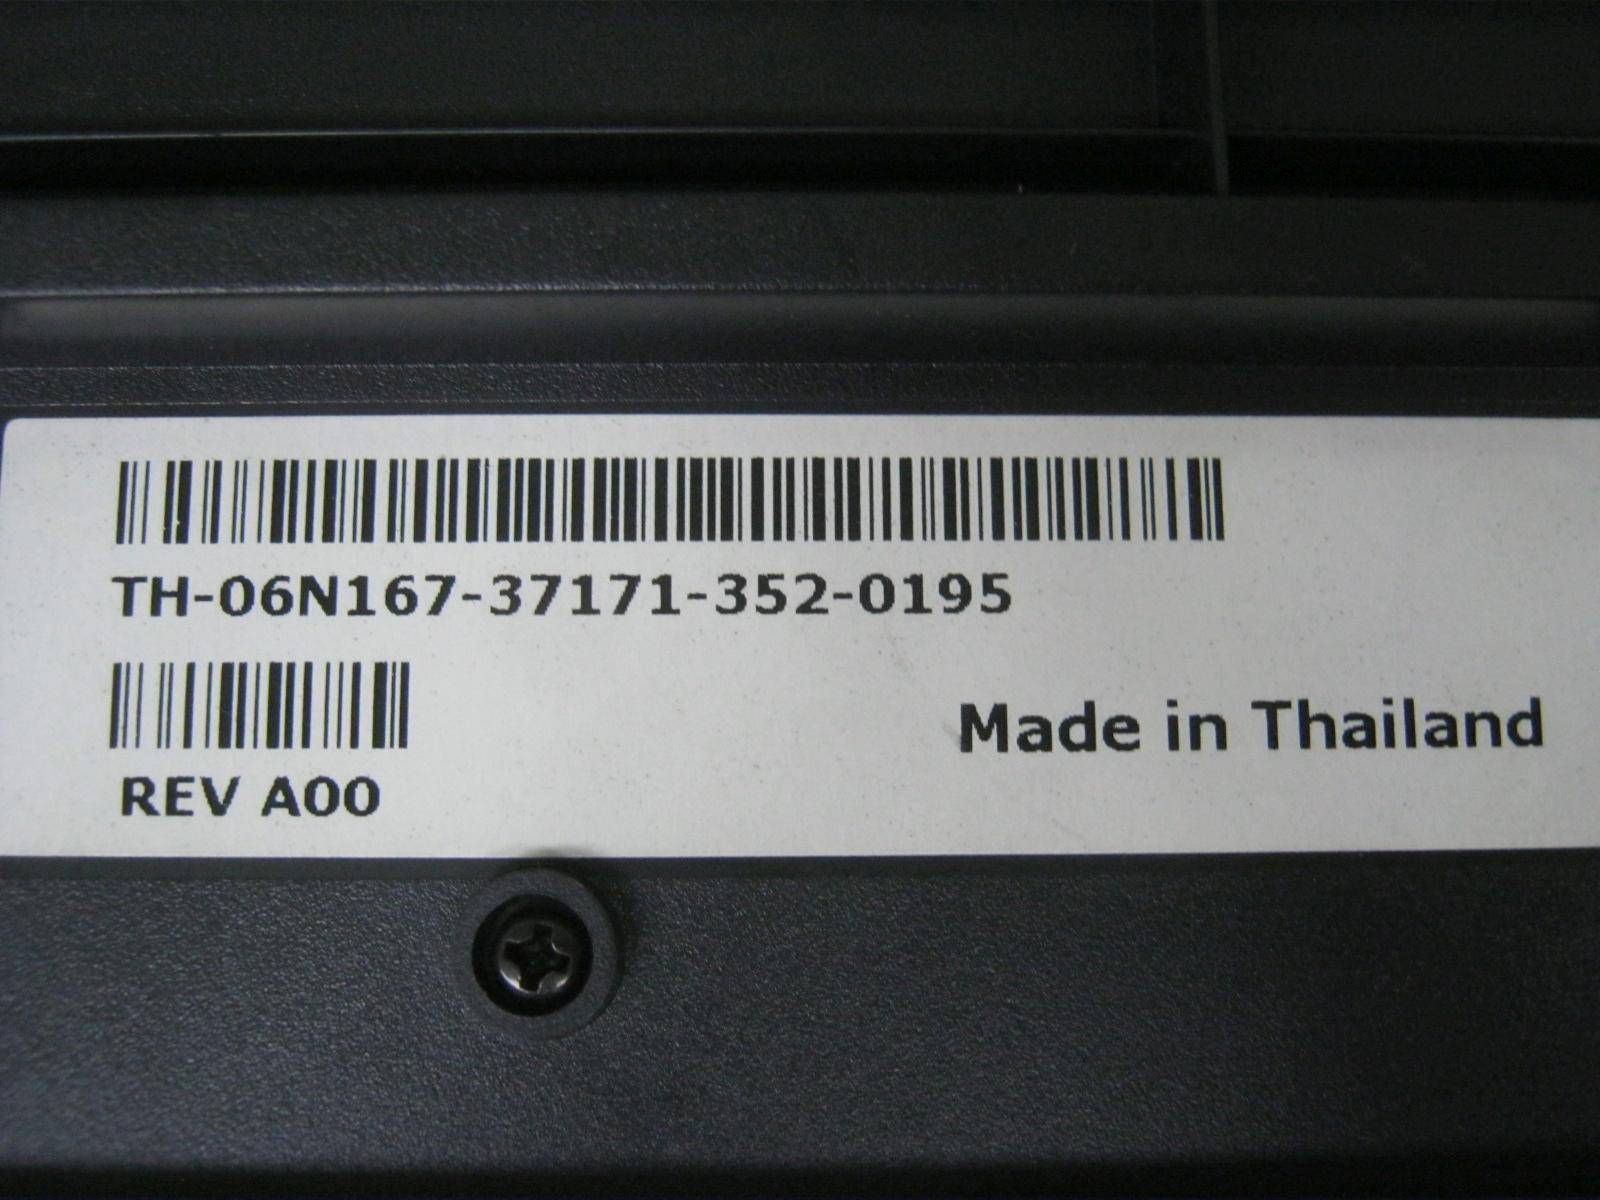 TH-06N167-37171-352-0195
REV A00
Made in Thailand